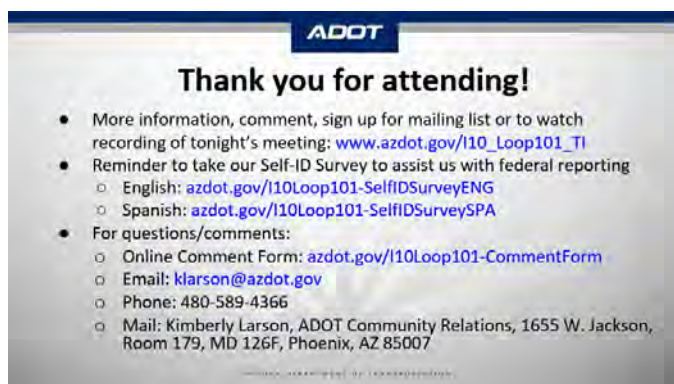 ADOT
Thank you for attending!
● More information, comment, sign up for mailing list or to watch
recording of tonight's meeting: www.azdot.gov/I10_Loop101_TI
● Reminder to take our Self-ID Survey to assist us with federal reporting
○ English: azdot.gov/I10Loop101-SelfIDSurveyENG
○ Spanish: azdot.gov/I10Loop101-SelfIDSurveySPA
● For questions/comments:
○ Online Comment Form: azdot.gov/I10Loop101-CommentForm
○ Email: klarson@azdot.gov
○ Phone: 480-589-4366
○ Mail: Kimberly Larson, ADOT Community Relations, 1655 W. Jackson,
Room 179, MD 126F, Phoenix, AZ 85007
ARIZONA DEPARTMENT OF TRANSPORTATION